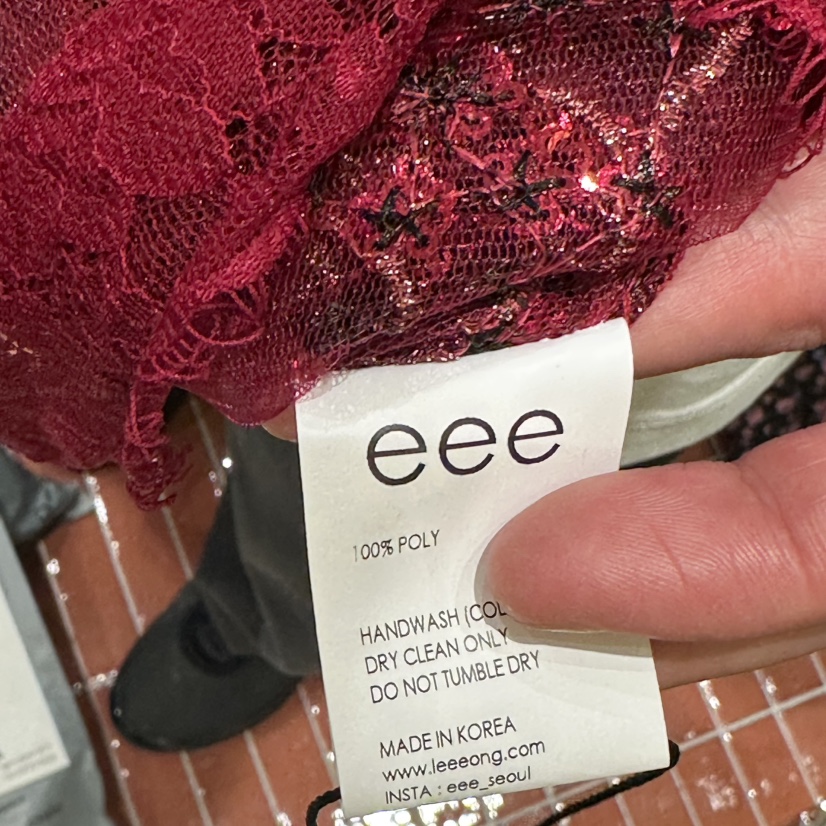 eee
100% POLY
HANDWASH (COL
DRY CLEAN ONLY
DO NOT TUMBLE DRY
MADE IN KOREA
www.leeeong.com
INSTA : eee_seoul